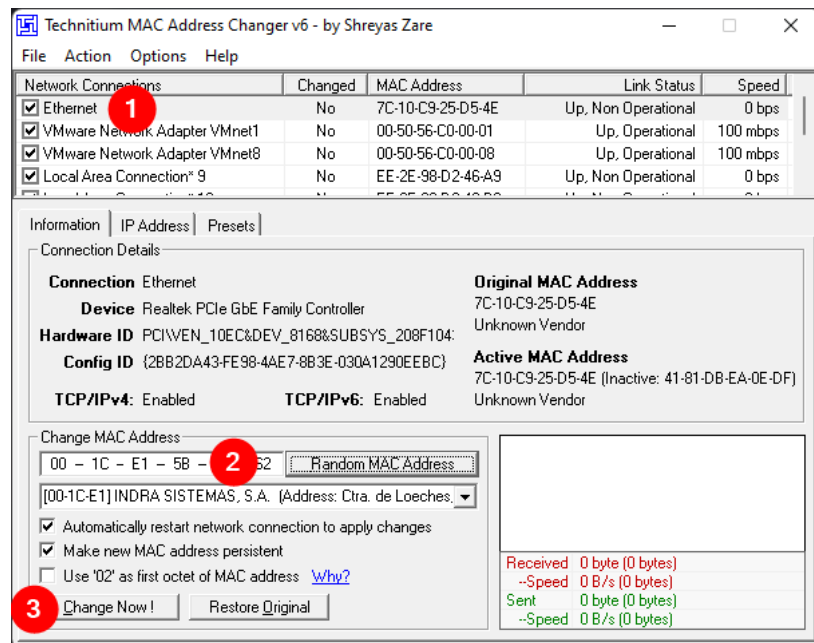 Technitium MAC Address Changer v6 - by Shreyas Zare
File Action Options Help
Network Connections Changed MAC Address Link Status Speed
Ethernet 1 No 7C-10-C9-25-D5-4E Up, Non Operational 0 bps
VMware Network Adapter VMnet1 No 00-50-56-C0-00-01 Up, Operational 100 mbps
VMware Network Adapter VMnet8 No 00-50-56-C0-00-08 Up, Operational 100 mbps
Local Area Connection* 9 No EE-2E-98-D2-46-A9 Up, Non Operational 0 bps
Information IP Address Presets
Connection Details
Connection Ethernet
Device Realtek PCIe GbE Family Controller
Hardware ID PCI\VEN_10EC&DEV_8168&SUBSYS_208F104
Config ID {2BB2DA43-FE98-4AE7-8B3E-030A1290EEBC}
TCP/IPv4: Enabled TCP/IPv6: Enabled
Original MAC Address
7C-10-C9-25-D5-4E
Unknown Vendor
Active MAC Address
7C-10-C9-25-D5-4E (Inactive: 41-81-DB-EA-0E-DF)
Unknown Vendor
Change MAC Address
00 - 1C - E1 - 5B - 2 62 Random MAC Address
[00-1C-E1] INDRA SISTEMAS, S.A. (Address: Ctra. de Loeches,
Automatically restart network connection to apply changes
Make new MAC address persistent
Use '02' as first octet of MAC address Why?
3 Change Now ! Restore Original
Received 0 byte (0 bytes)
--Speed 0 B/s (0 bytes)
Sent 0 byte (0 bytes)
--Speed 0 B/s (0 bytes)